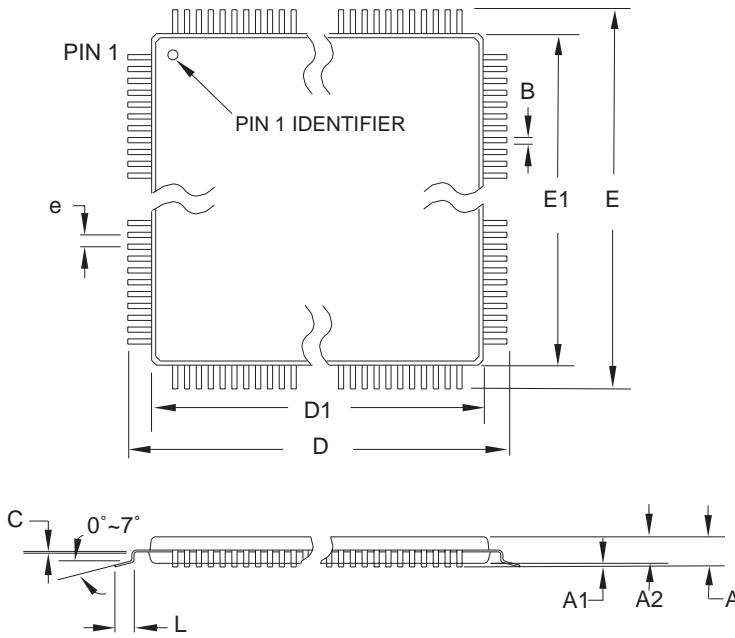 PIN 1
B
PIN 1 IDENTIFIER
e
E1
E
D1
D
C
0°~7°
A1
A2
A
L